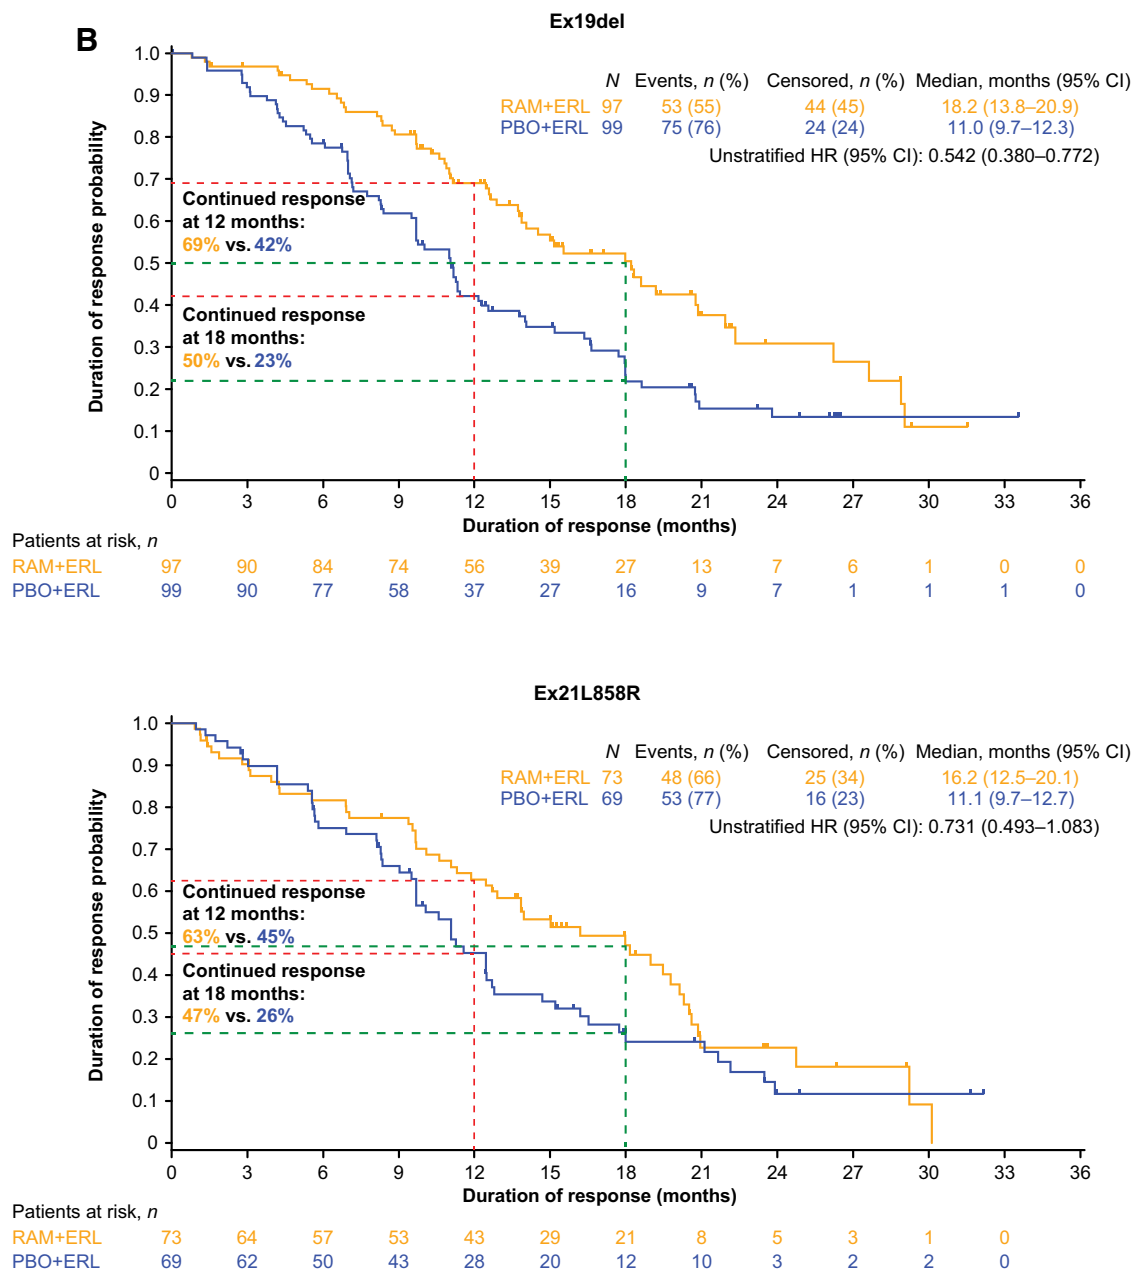 B
Ex19del
N Events, n (%) Censored, n (%) Median, months (95% CI)
RAM+ERL 97 53 (55) 44 (45) 18.2 (13.8–20.9)
PBO+ERL 99 75 (76) 24 (24) 11.0 (9.7–12.3)
Unstratified HR (95% CI): 0.542 (0.380–0.772)
Duration of response probability
1.0
0.9
0.8
0.7
0.6
0.5
0.4
0.3
0.2
0.1
0
Continued response
at 12 months:
69% vs. 42%
Continued response
at 18 months:
50% vs. 23%
0 3 6 9 12 15 18 21 24 27 30 33 36
Duration of response (months)
Patients at risk, n
RAM+ERL 97 90 84 74 56 39 27 13 7 6 1 0 0
PBO+ERL 99 90 77 58 37 27 16 9 7 1 1 1 0
Ex21L858R
N Events, n (%) Censored, n (%) Median, months (95% CI)
RAM+ERL 73 48 (66) 25 (34) 16.2 (12.5–20.1)
PBO+ERL 69 53 (77) 16 (23) 11.1 (9.7–12.7)
Unstratified HR (95% CI): 0.731 (0.493–1.083)
Duration of response probability
1.0
0.9
0.8
0.7
0.6
0.5
0.4
0.3
0.2
0.1
0
Continued response
at 12 months:
63% vs. 45%
Continued response
at 18 months:
47% vs. 26%
0 3 6 9 12 15 18 21 24 27 30 33 36
Duration of response (months)
Patients at risk, n
RAM+ERL 73 64 57 53 43 29 21 8 5 3 1 0
PBO+ERL 69 62 50 43 28 20 12 10 3 2 2 0